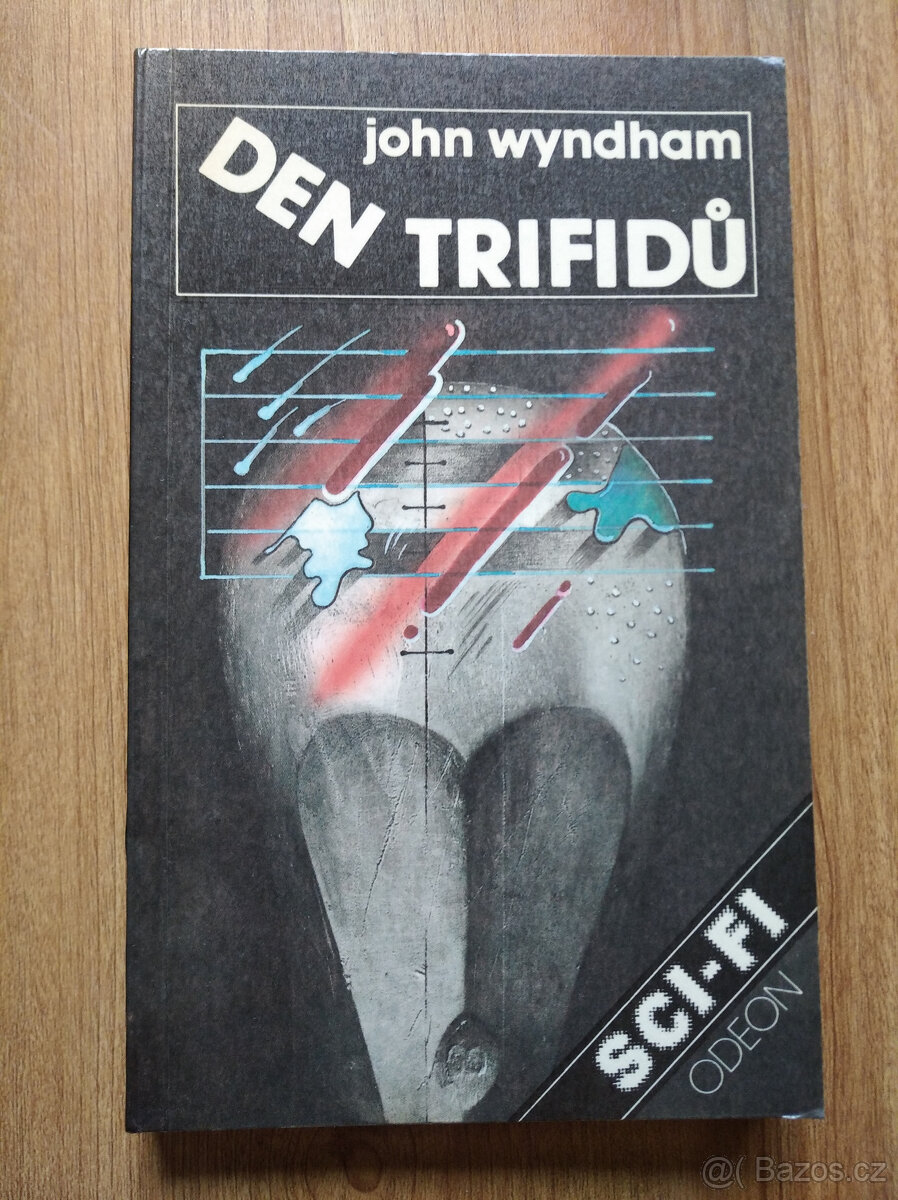 john wyndham
DEN
TRIFIDŮ
SCI-FI
ODEON
@( Bazos.cz